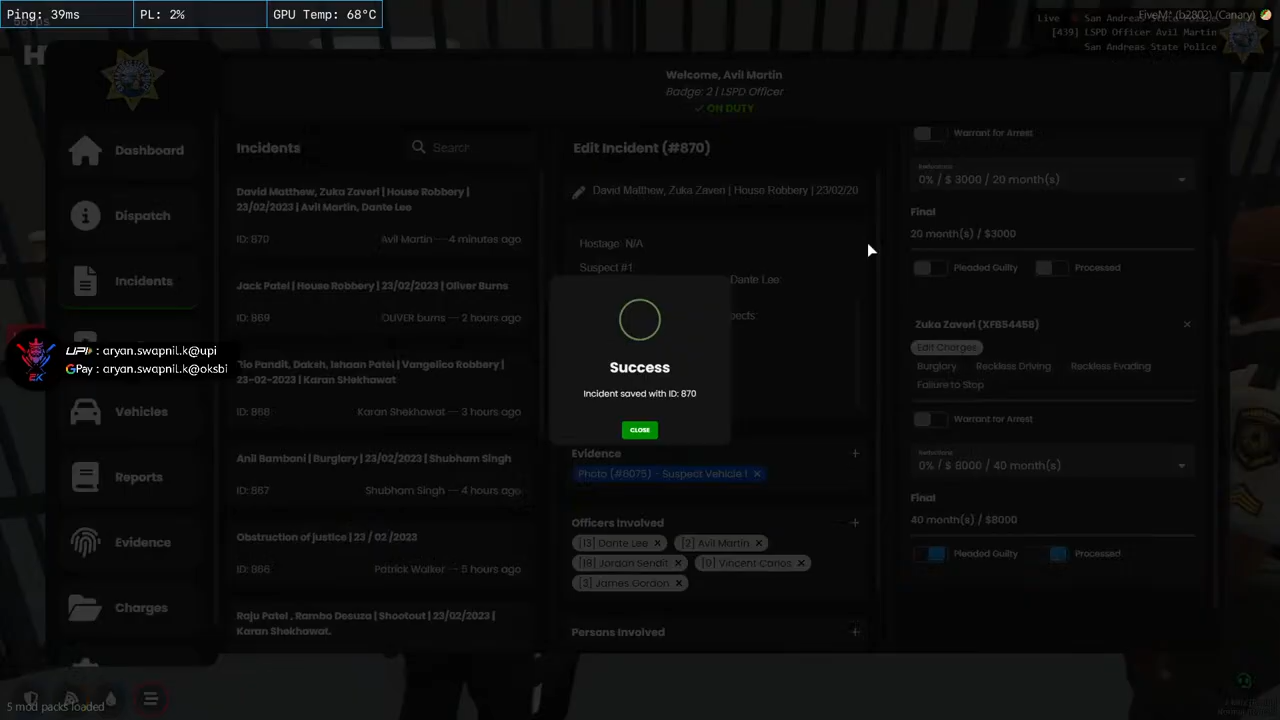 Ping: 39ms
PL: 2%
GPU Temp: 68°C
FiveM* (b2802) (Canary)
Live
San Andreas State Police
[439] LSPD Officer Avil Martin
San Andreas State Police
Welcome, Avil Martin
Badge: 2 | LSPD Officer
✓ ON DUTY
Dashboard
Dispatch
Incidents
Vehicles
Reports
Evidence
Charges
UPI : aryan.swapnil.k@upi
GPay : aryan.swapnil.k@oksbi
Incidents
Search
David Matthew, Zuka Zaveri | House Robbery |
23/02/2023 | Avil Martin, Dante Lee
ID: 870
Avil Martin — 4 minutes ago
Jack Patel | House Robbery | 23/02/2023 | Oliver Burns
ID: 869
OLIVER burns — 2 hours ago
Pandit, Daksh, Ishaan Patel | Vangelico Robbery |
23-02-2023 | Karan SHekhawat
ID: 868
Karan Shekhawat — 3 hours ago
Anil Bambani | Burglary | 23/02/2023 | Shubham Singh
ID: 867
Shubham Singh — 4 hours ago
Obstruction of justice | 23 / 02 /2023
ID: 866
Patrick Walker — 5 hours ago
Raju Patel , Rambo Desuza | Shootout | 23/02/2023 |
Karan Shekhawat.
Edit Incident (#870)
David Matthew, Zuka Zaveri | House Robbery | 23/02/20
Hostage: N/A
Suspect #1:
Dante Lee:
Success
Incident saved with ID: 870
CLOSE
Evidence
Photo (#6075) - Suspect Vehicle
Officers Involved
[13] Dante Lee
[2] Avil Martin
[18] Jordan Sendit
[0] Vincent Carlos
[3] James Gordon
Persons Involved
Warrant for Arrest
Reductions
0% / $ 3000 / 20 month(s)
Final
20 month(s) / $3000
Pleaded Guilty
Processed
Zuka Zaveri (XFB54458)
Edit Charges
Burglary
Reckless Driving
Reckless Evading
Failure to Stop
Warrant for Arrest
Reductions
0% / $ 8000 / 40 month(s)
Final
40 month(s) / $8000
Pleaded Guilty
Processed
5 mod packs loaded